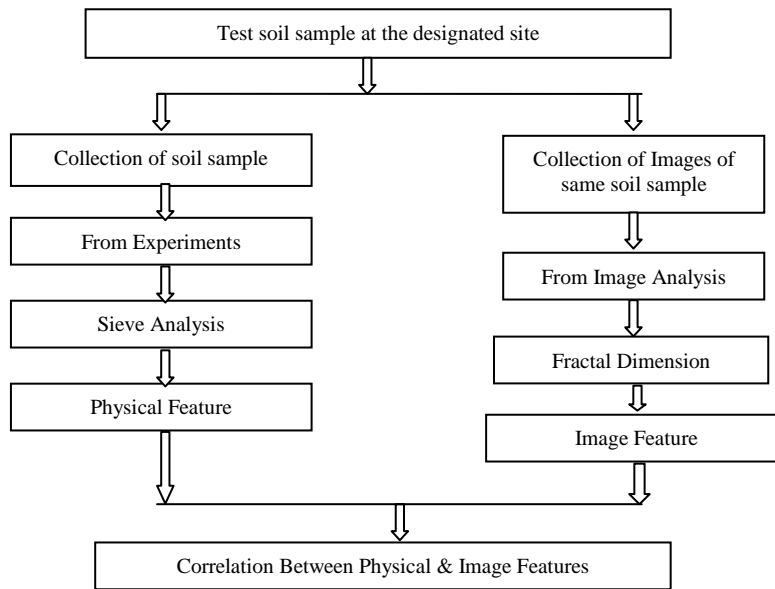 Test soil sample at the designated site
Collection of soil sample
From Experiments
Sieve Analysis
Physical Feature
Collection of Images of
same soil sample
From Image Analysis
Fractal Dimension
Image Feature
Correlation Between Physical & Image Features